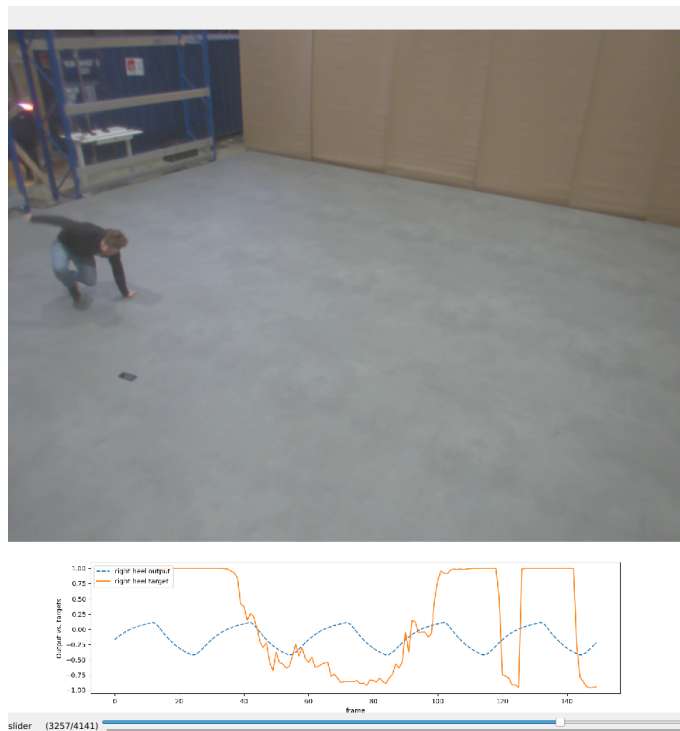 1.00
0.75
0.50
0.25
0.00
−0.25
−0.50
−0.75
−1.00
Output vs. targets
right heel output
right heel target
0 20 40 60 80 100 120 140
frame
slider (3257/4141)